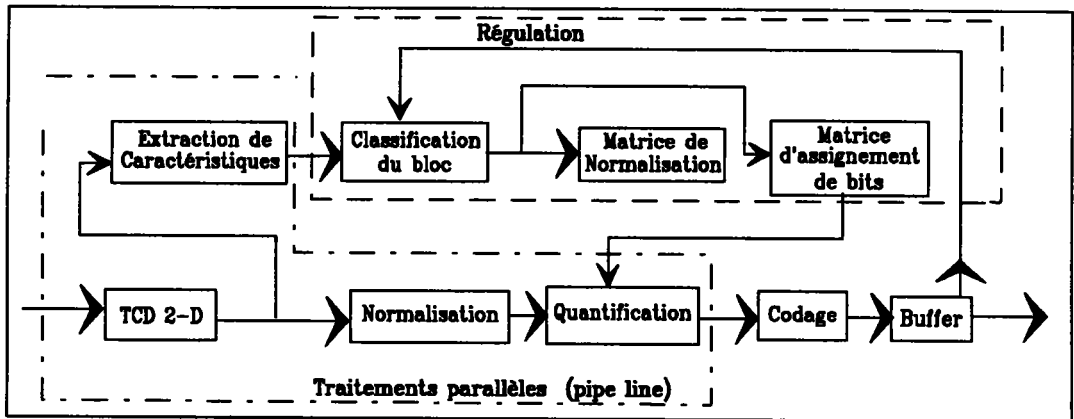 Régulation
Extraction de
Caractéristiques
Classification
du bloc
Matrice de
Normalisation
Matrice
d'assignement
de bits
TCD 2-D
Normalisation
Quantification
Codage
Buffer
Traitements parallèles (pipe line)